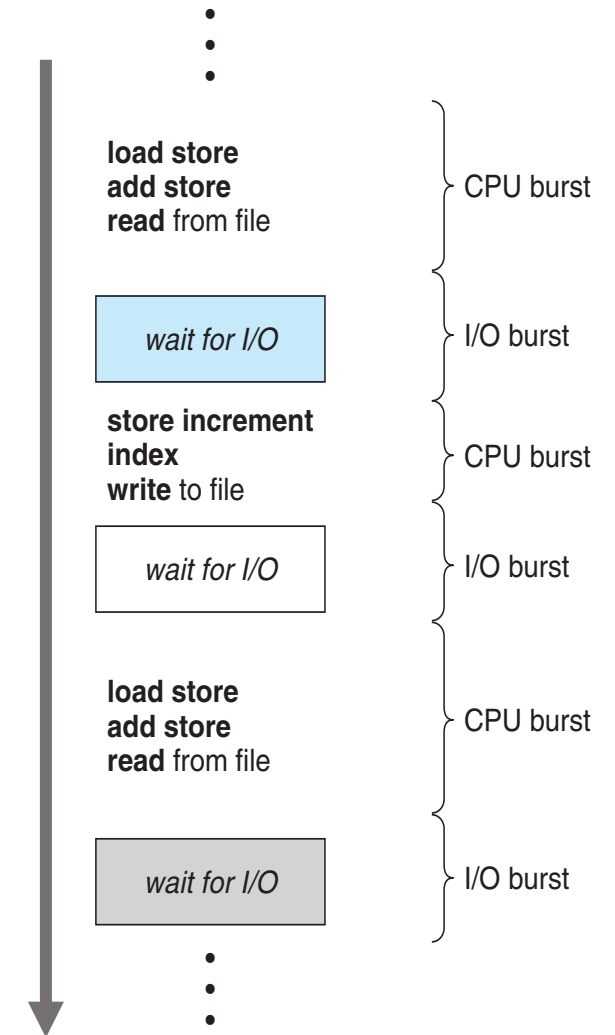 load store
add store
read from file
CPU burst
wait for I/O
I/O burst
store increment
index
write to file
CPU burst
wait for I/O
I/O burst
load store
add store
read from file
CPU burst
wait for I/O
I/O burst